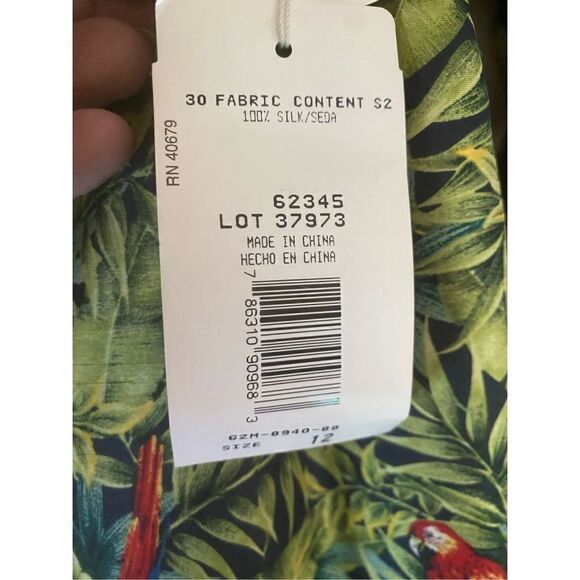 30 FABRIC CONTENT S2
100% SILK/SEDA
RN 40679
62345
LOT 37973
MADE IN CHINA
HECHO EN CHINA
7 86310 90968 3
G2M-8940-88
SIZE 12